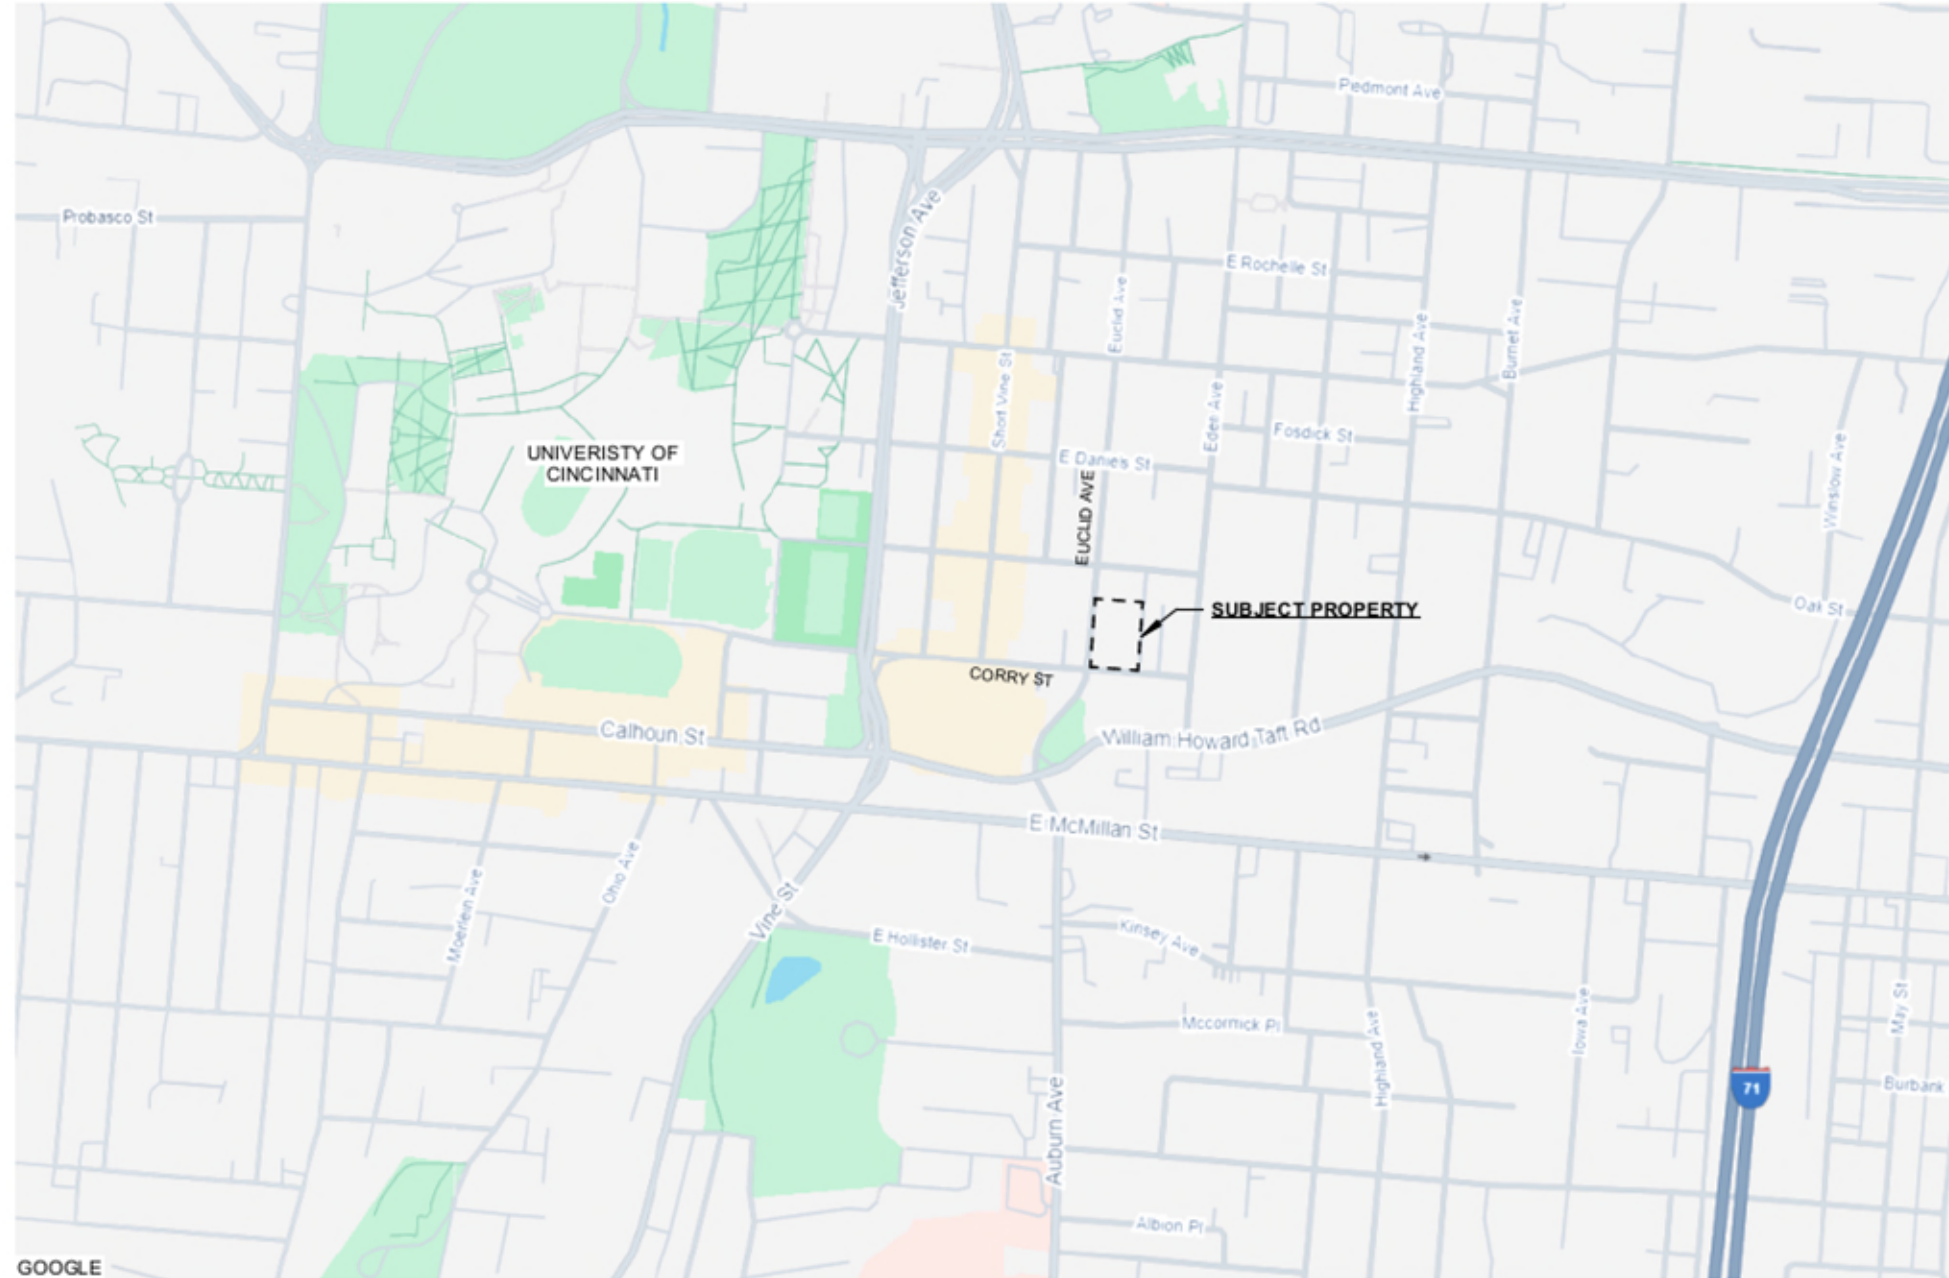 Piedmont Ave
Probasco St
Jefferson Ave
E Rochelle St
Euclid Ave
Burnet Ave
Highland Ave
Short Vine St
Eden Ave
Fosdick St
UNIVERISTY OF
CINCINNATI
E Daniels St
Winslow Ave
EUCLID AVE
SUBJECT PROPERTY
Oak St
CORRY ST
Calhoun St
William Howard Taft Rd
E McMillan St
Ohio Ave
Moerlein Ave
Vine St
E Hollister St
Kinsey Ave
Mccormick Pl
Highland Ave
Iowa Ave
May St
71
Burbank
Auburn Ave
Albion Pl
GOOGLE